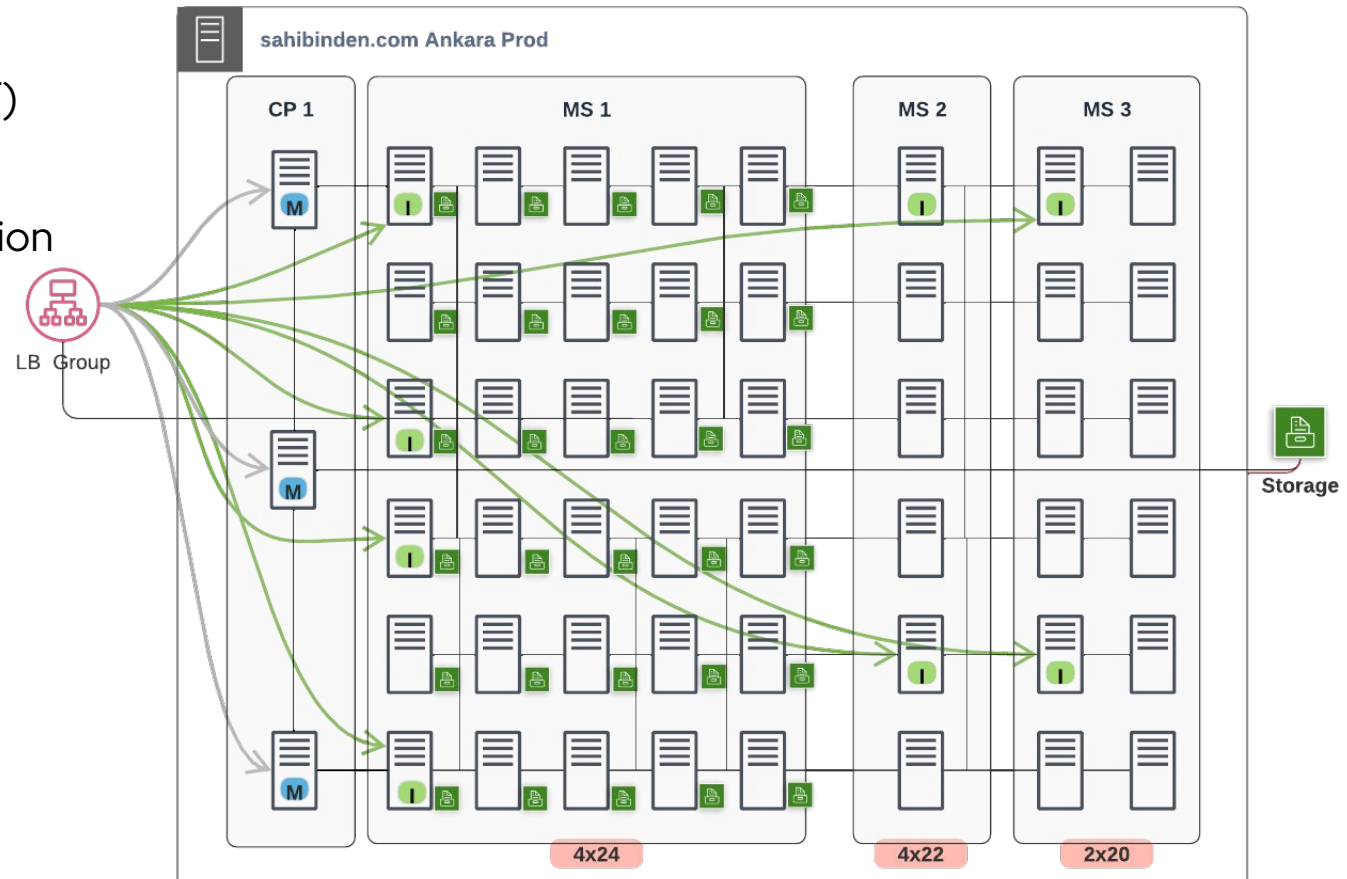 sahibinden.com Ankara Prod
T)
ion
CP 1
MS 1
MS 2
MS 3
M
I
I
I
LB Group
I
M
Storage
I
I
I
M
I
4x24
4x22
2x20